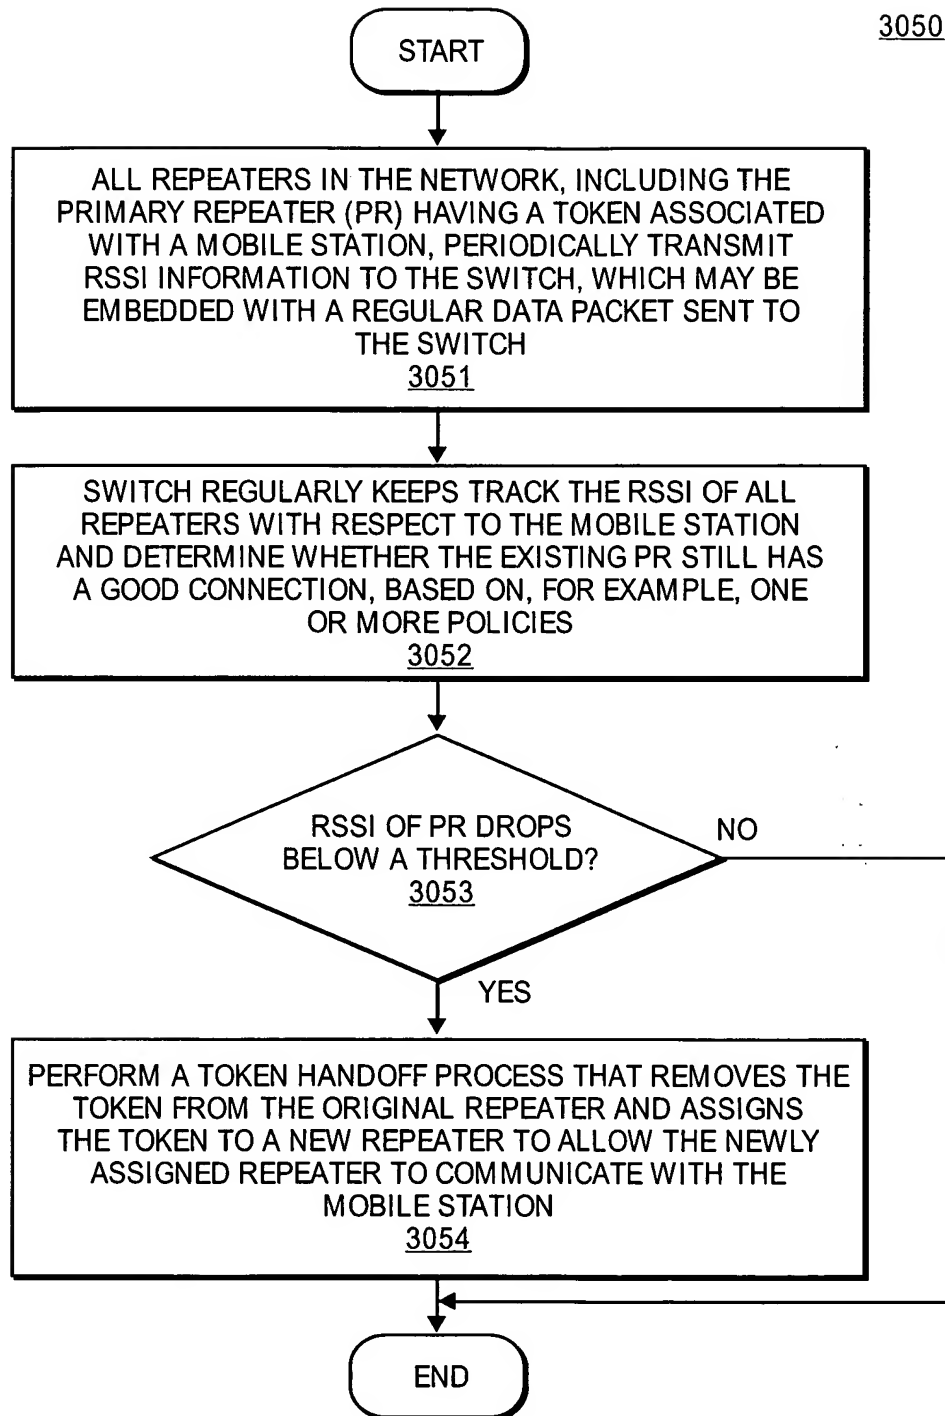 3050
START
ALL REPEATERS IN THE NETWORK, INCLUDING THE
PRIMARY REPEATER (PR) HAVING A TOKEN ASSOCIATED
WITH A MOBILE STATION, PERIODICALLY TRANSMIT
RSSI INFORMATION TO THE SWITCH, WHICH MAY BE
EMBEDDED WITH A REGULAR DATA PACKET SENT TO
THE SWITCH
3051
SWITCH REGULARLY KEEPS TRACK THE RSSI OF ALL
REPEATERS WITH RESPECT TO THE MOBILE STATION
AND DETERMINE WHETHER THE EXISTING PR STILL HAS
A GOOD CONNECTION, BASED ON, FOR EXAMPLE, ONE
OR MORE POLICIES
3052
RSSI OF PR DROPS
BELOW A THRESHOLD?
3053
NO
YES
PERFORM A TOKEN HANDOFF PROCESS THAT REMOVES THE
TOKEN FROM THE ORIGINAL REPEATER AND ASSIGNS
THE TOKEN TO A NEW REPEATER TO ALLOW THE NEWLY
ASSIGNED REPEATER TO COMMUNICATE WITH THE
MOBILE STATION
3054
END